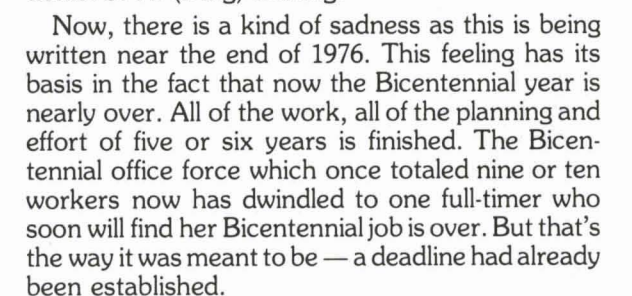 Now, there is a kind of sadness as this is being
written near the end of 1976. This feeling has its
basis in the fact that now the Bicentennial year is
nearly over. All of the work, all of the planning and
effort of five or six years is finished. The Bicen-
tennial office force which once totaled nine or ten
workers now has dwindled to one full-timer who
soon will find her Bicentennial job is over. But that's
the way it was meant to be — a deadline had already
been established.